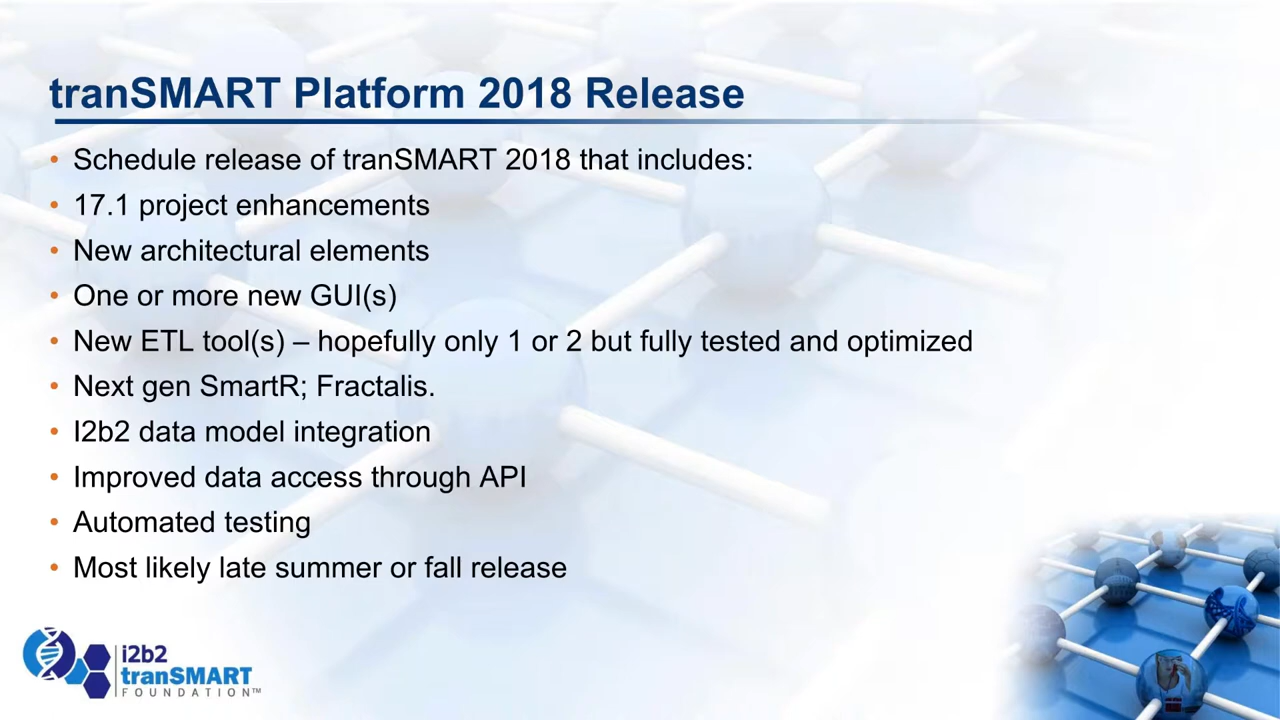 tranSMART Platform 2018 Release
• Schedule release of tranSMART 2018 that includes:
• 17.1 project enhancements
• New architectural elements
• One or more new GUI(s)
• New ETL tool(s) – hopefully only 1 or 2 but fully tested and optimized
• Next gen SmartR; Fractalis.
• I2b2 data model integration
• Improved data access through API
• Automated testing
• Most likely late summer or fall release
i2b2
tranSMART
FOUNDATION™